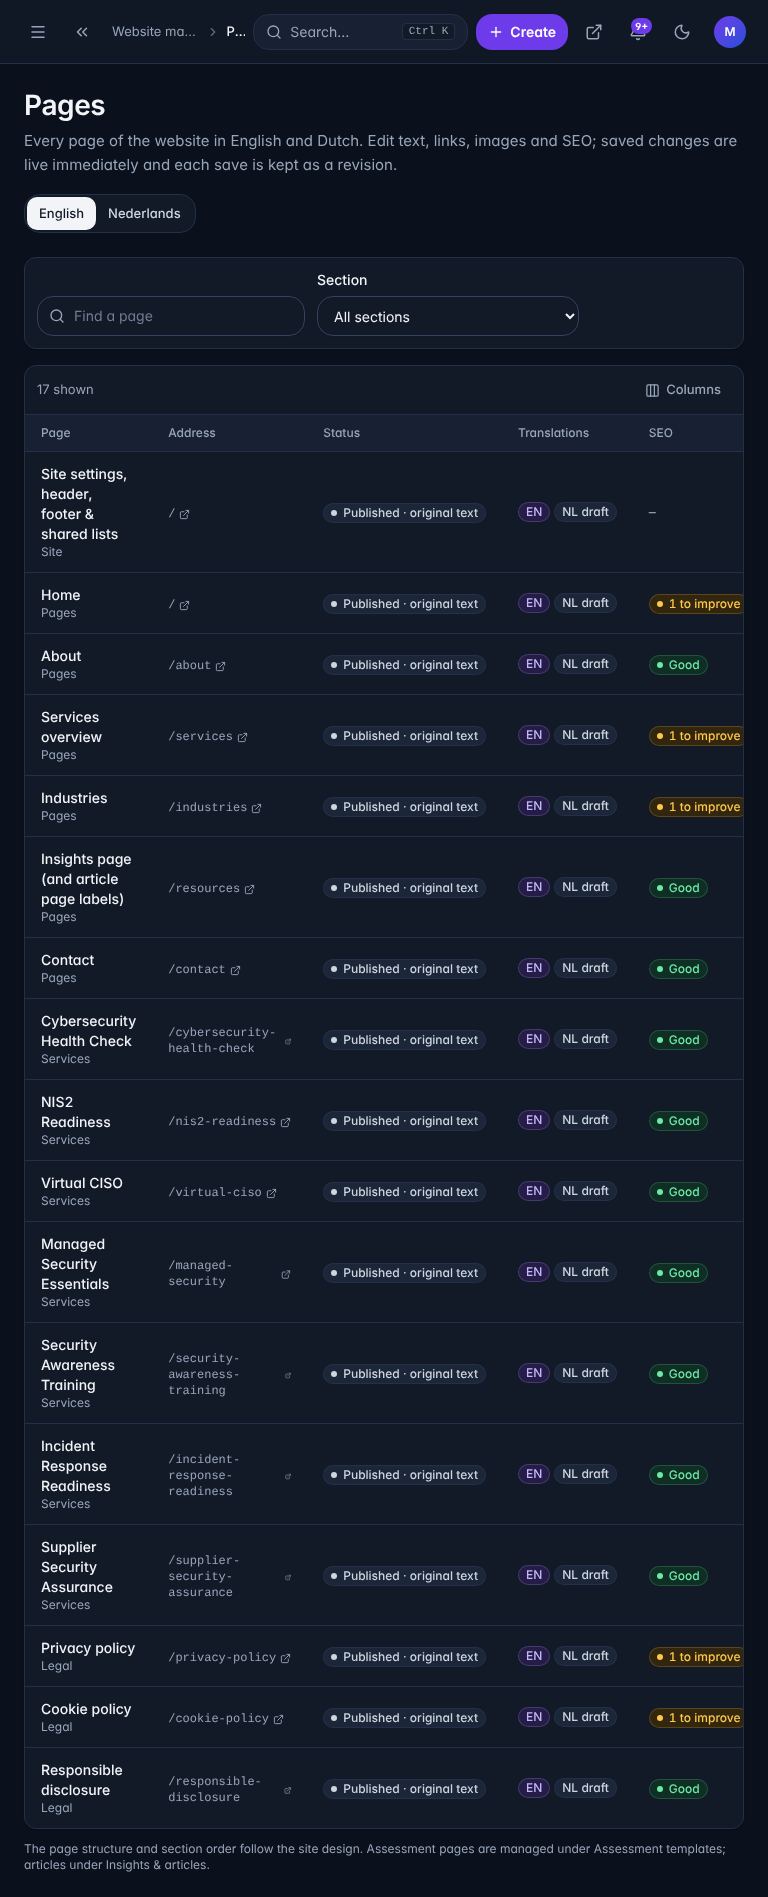 Website ma... > P... Search... Ctrl K + Create 9+ M
Pages
Every page of the website in English and Dutch. Edit text, links, images and SEO; saved changes are
live immediately and each save is kept as a revision.
English Nederlands
Section
Find a page All sections
17 shown Columns
Page Address Status Translations SEO
Site settings,
header,
footer &
shared lists
Site
/ Published · original text EN NL draft –
Home
Pages
/ Published · original text EN NL draft 1 to improve
About
Pages
/about Published · original text EN NL draft Good
Services
overview
Pages
/services Published · original text EN NL draft 1 to improve
Industries
Pages
/industries Published · original text EN NL draft 1 to improve
Insights page
(and article
page labels)
Pages
/resources Published · original text EN NL draft Good
Contact
Pages
/contact Published · original text EN NL draft Good
Cybersecurity
Health Check
Services
/cybersecurity-
health-check
Published · original text EN NL draft Good
NIS2
Readiness
Services
/nis2-readiness Published · original text EN NL draft Good
Virtual CISO
Services
/virtual-ciso Published · original text EN NL draft Good
Managed
Security
Essentials
Services
/managed-
security
Published · original text EN NL draft Good
Security
Awareness
Training
Services
/security-
awareness-
training
Published · original text EN NL draft Good
Incident
Response
Readiness
Services
/incident-
response-
readiness
Published · original text EN NL draft Good
Supplier
Security
Assurance
Services
/supplier-
security-
assurance
Published · original text EN NL draft Good
Privacy policy
Legal
/privacy-policy Published · original text EN NL draft 1 to improve
Cookie policy
Legal
/cookie-policy Published · original text EN NL draft 1 to improve
Responsible
disclosure
Legal
/responsible-
disclosure
Published · original text EN NL draft Good
The page structure and section order follow the site design. Assessment pages are managed under Assessment templates;
articles under Insights & articles.